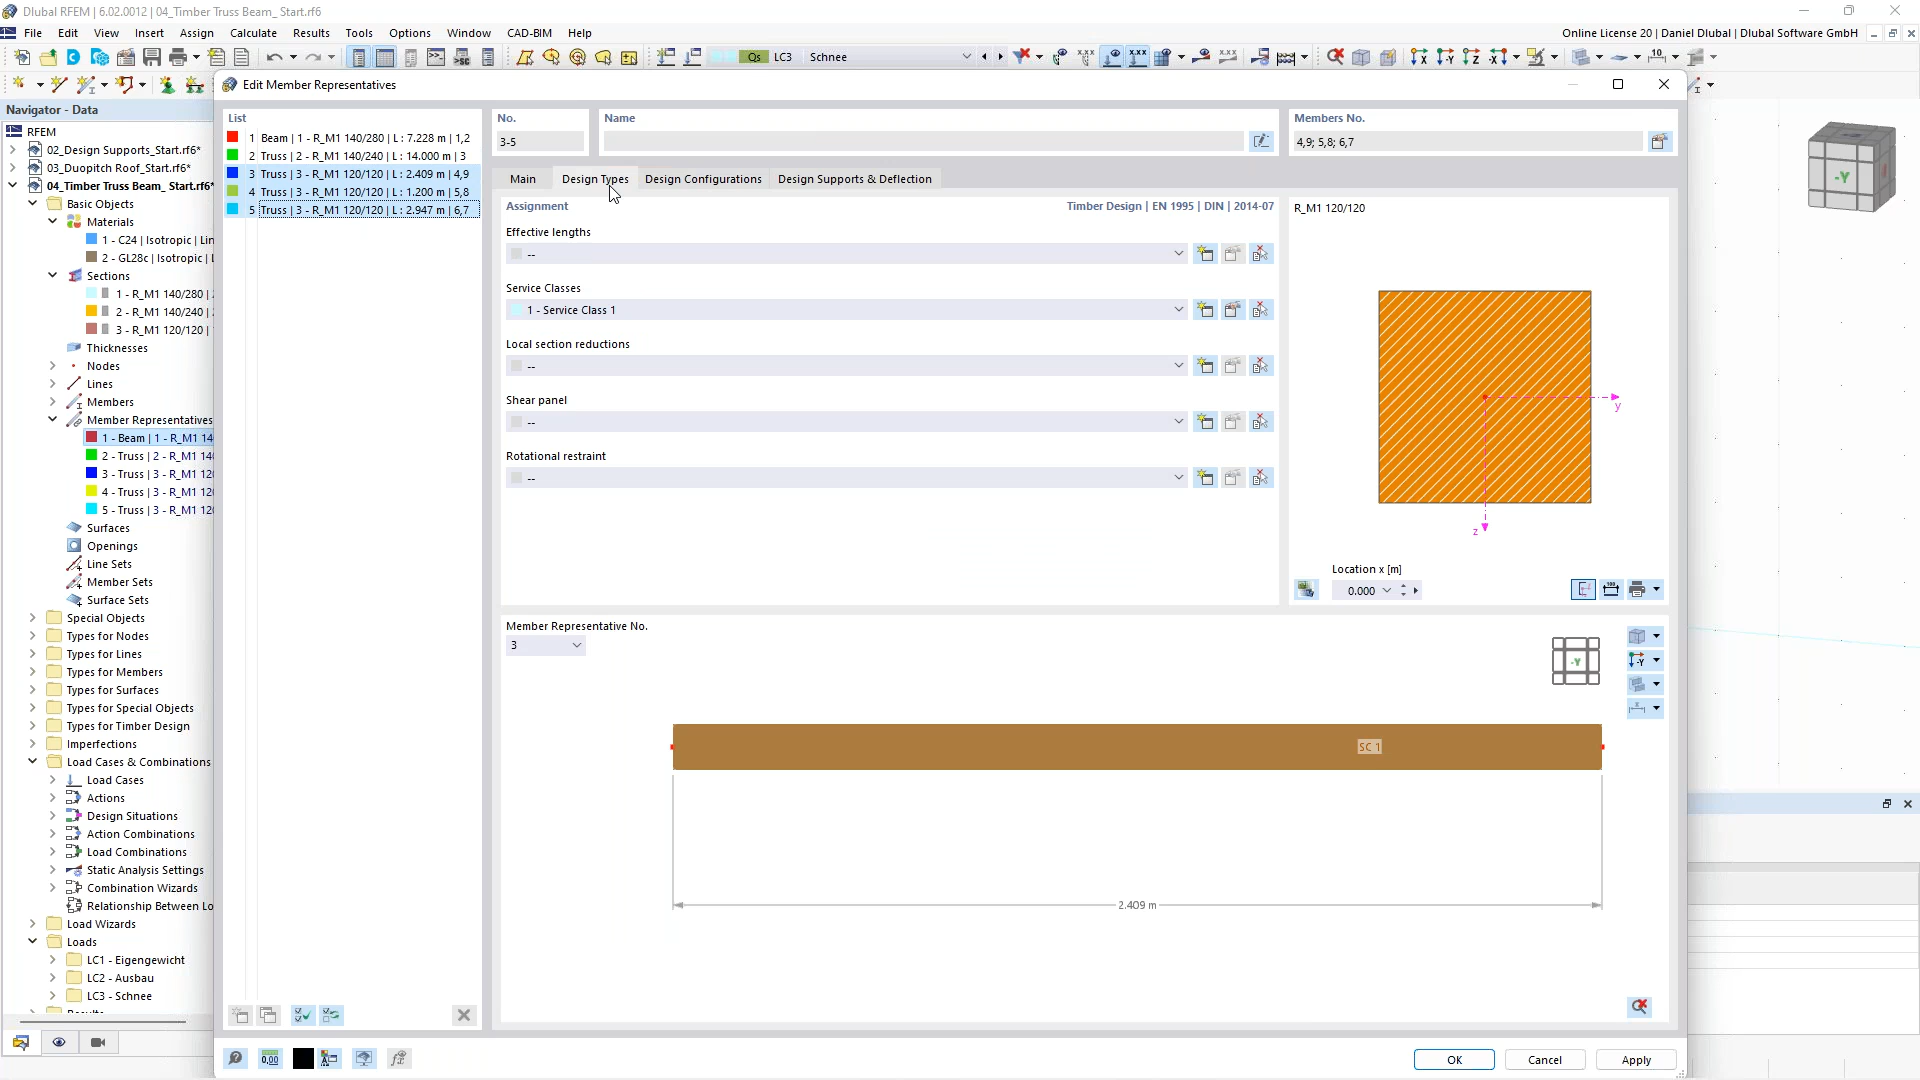 Dlubal RFEM | 6.02.0012 | 04_Timber Truss Beam_ Start.rf6*
File Edit View Insert Assign Calculate Results Tools Options Window CAD-BIM Help
Online License 20 | Daniel Dlubal | Dlubal Software GmbH
Qs LC3 Schnee
Navigator - Data
RFEM
02_Design Supports_Start.rf6*
03_Duopitch Roof_Start.rf6*
04_Timber Truss Beam_ Start.rf6*
Basic Objects
Materials
1 - C24 | Isotropic | Lin
2 - GL28c | Isotropic | L
Sections
1 - R_M1 140/280 |
2 - R_M1 140/240 |
3 - R_M1 120/120 |
Thicknesses
Nodes
Lines
Members
Member Representatives
1 - Beam | 1 - R_M1 14
2 - Truss | 2 - R_M1 14
3 - Truss | 3 - R_M1 12
4 - Truss | 3 - R_M1 12
5 - Truss | 3 - R_M1 12
Surfaces
Openings
Line Sets
Member Sets
Surface Sets
Special Objects
Types for Nodes
Types for Lines
Types for Members
Types for Surfaces
Types for Special Objects
Types for Timber Design
Imperfections
Load Cases & Combinations
Load Cases
Actions
Design Situations
Action Combinations
Load Combinations
Static Analysis Settings
Combination Wizards
Relationship Between Lo
Load Wizards
Loads
LC1 - Eigengewicht
LC2 - Ausbau
LC3 - Schnee
Edit Member Representatives
List
1 Beam | 1 - R_M1 140/280 | L : 7.228 m | 1,2
2 Truss | 2 - R_M1 140/240 | L : 14.000 m | 3
3 Truss | 3 - R_M1 120/120 | L : 2.409 m | 4,9
4 Truss | 3 - R_M1 120/120 | L : 1.200 m | 5,8
5 Truss | 3 - R_M1 120/120 | L : 2.947 m | 6,7
No.
3-5
Name
Members No.
4,9; 5,8; 6,7
Main Design Types Design Configurations Design Supports & Deflection
Assignment
Timber Design | EN 1995 | DIN | 2014-07
Effective lengths
--
Service Classes
1 - Service Class 1
Local section reductions
--
Shear panel
--
Rotational restraint
--
R_M1 120/120
y
z
Location x [m]
0.000
Member Representative No.
3
-Y
SC 1
2.409 m
OK Cancel Apply
-Y